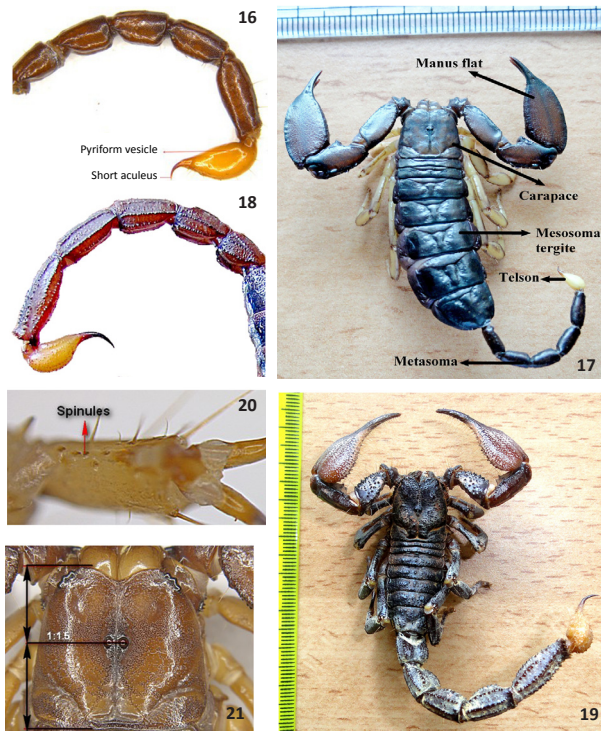 16
Pyriform vesicle
Short aculeus
17
Manus flat
Carapace
Mesosoma
tergite
Telson
Metasoma
18
20
Spinules
21
1:1.5
19